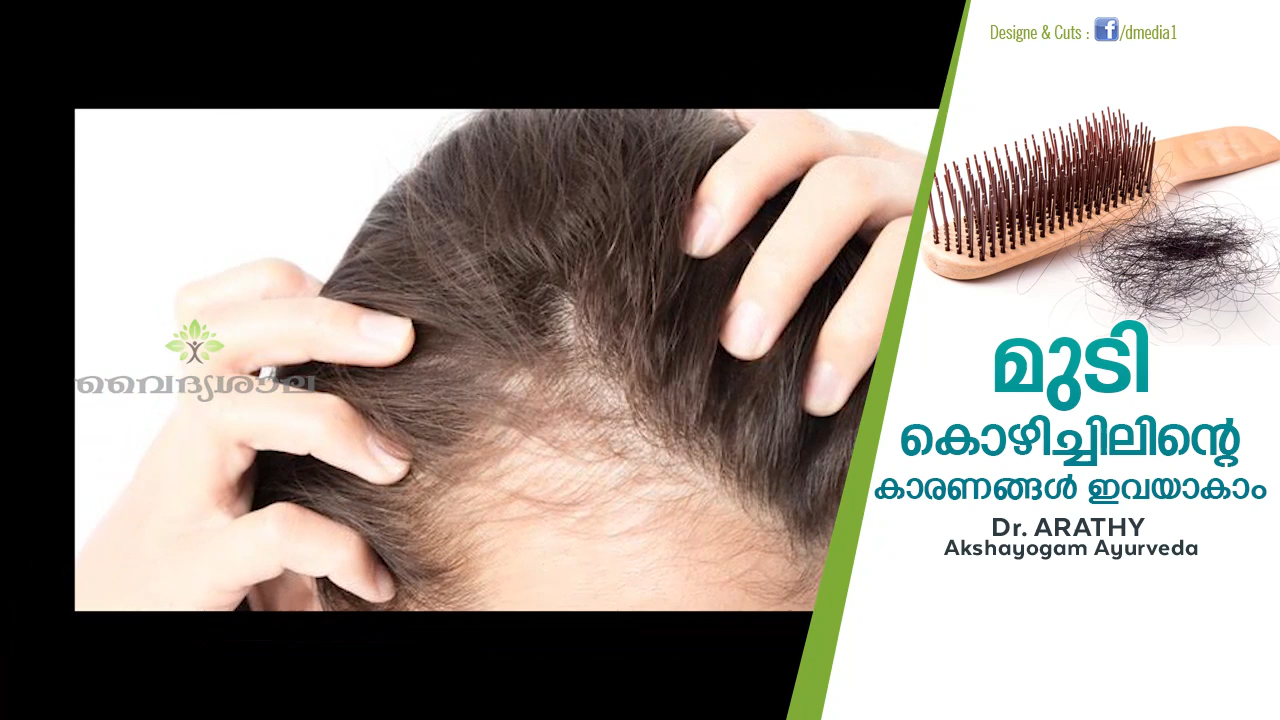 Designe & Cuts : f/dmedia1
വൈദ്യശാല
മുടി
കൊഴിച്ചിലിന്റെ
കാരണങ്ങൾ ഇവയാകാം
Dr. ARATHY
Akshayogam Ayurveda